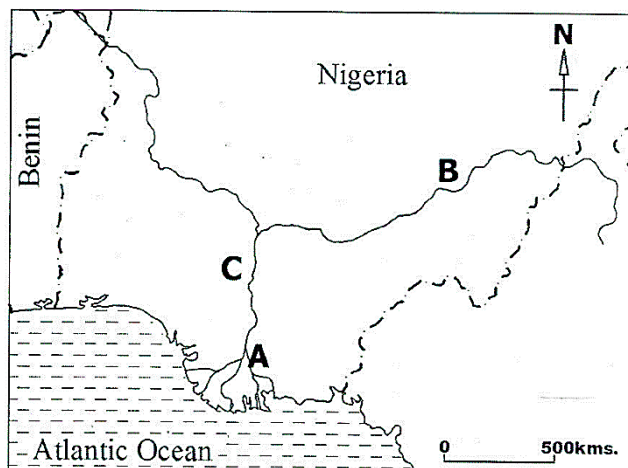 N
Nigeria
Benin
B
C
A
Atlantic Ocean
0 500kms.